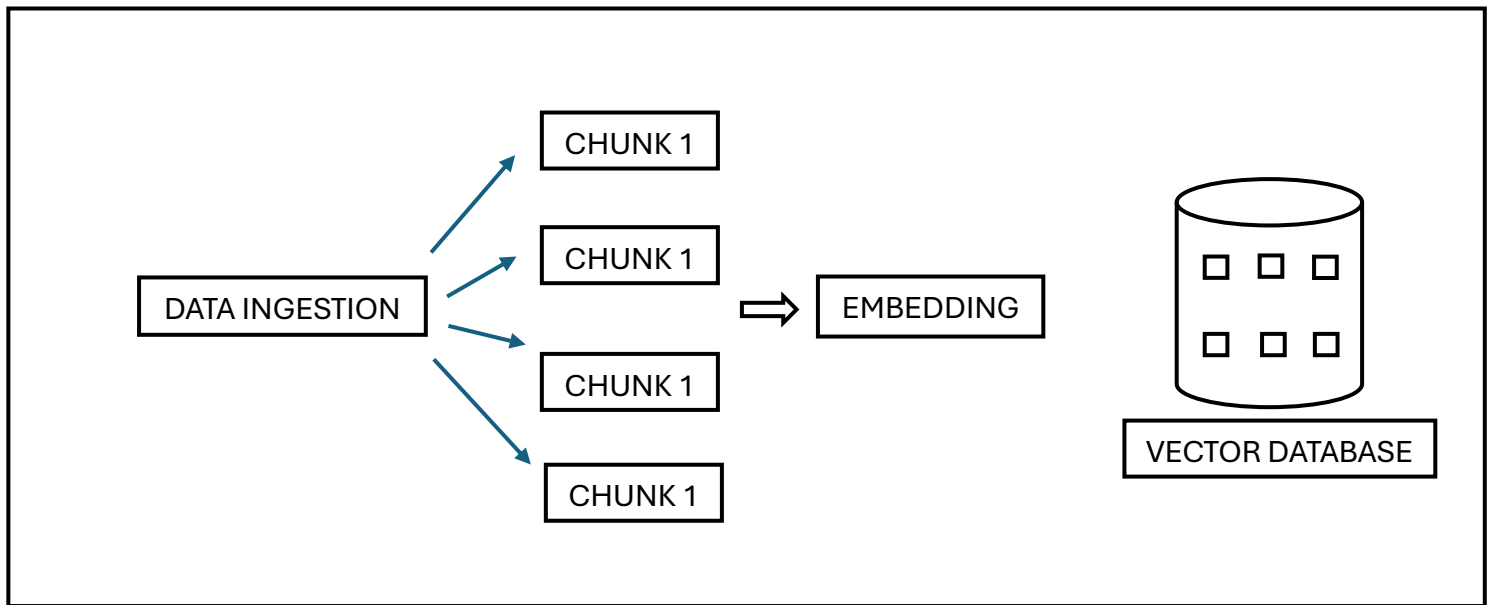 CHUNK 1
CHUNK 1
DATA INGESTION
EMBEDDING
CHUNK 1
VECTOR DATABASE
CHUNK 1